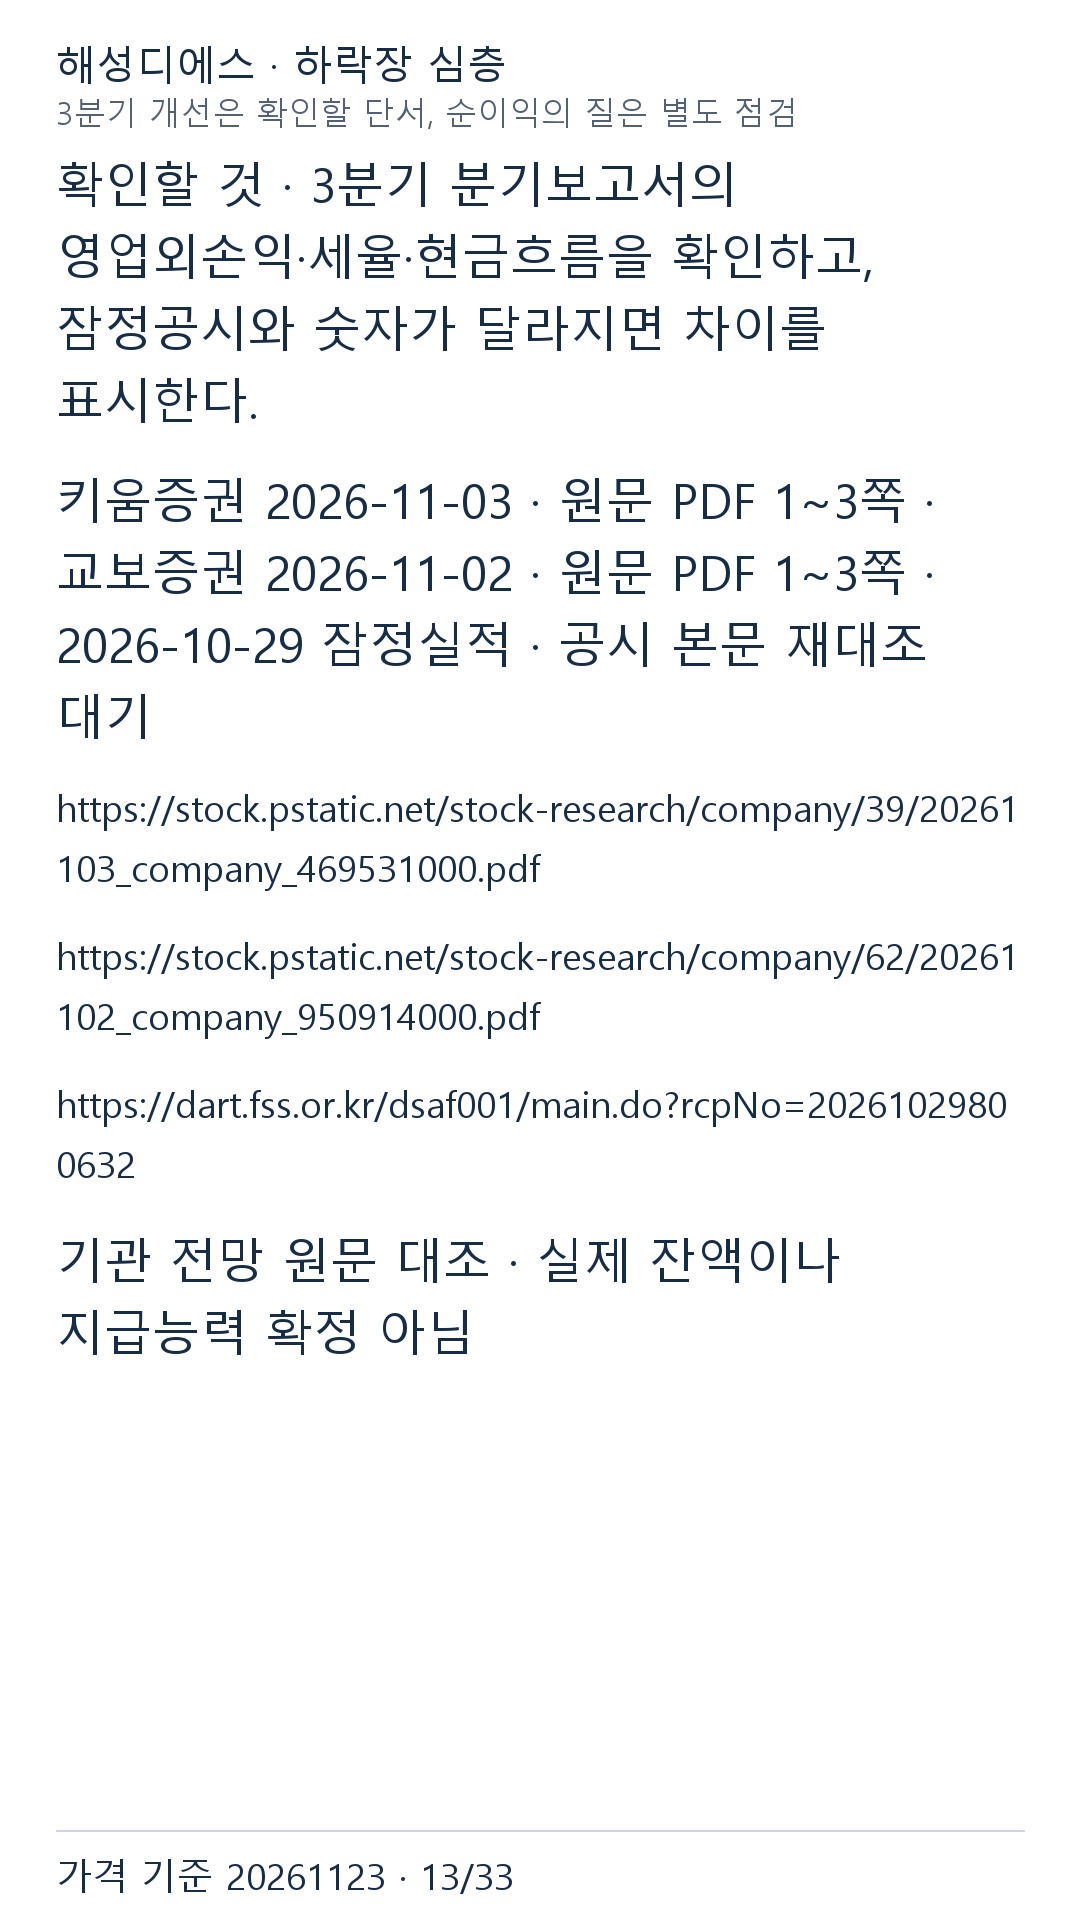 해성디에스 · 하락장 심층
3분기 개선은 확인할 단서, 순이익의 질은 별도 점검
확인할 것 · 3분기 분기보고서의
영업외손익·세율·현금흐름을 확인하고,
잠정공시와 숫자가 달라지면 차이를
표시한다.
키움증권 2026-11-03 · 원문 PDF 1~3쪽 ·
교보증권 2026-11-02 · 원문 PDF 1~3쪽 ·
2026-10-29 잠정실적 · 공시 본문 재대조
대기
https://stock.pstatic.net/stock-research/company/39/20261
103_company_469531000.pdf
https://stock.pstatic.net/stock-research/company/62/20261
102_company_950914000.pdf
https://dart.fss.or.kr/dsaf001/main.do?rcpNo=2026102980
0632
기관 전망 원문 대조 · 실제 잔액이나
지급능력 확정 아님
가격 기준 20261123 · 13/33